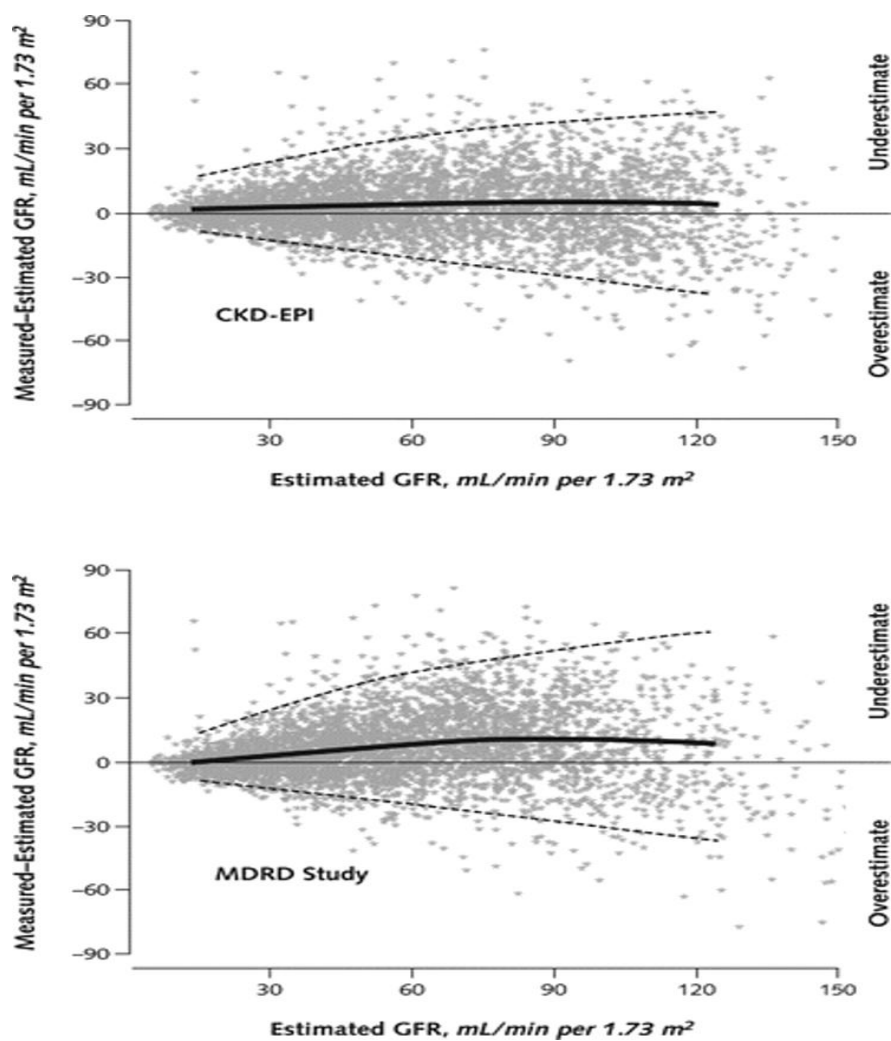 Measured–Estimated GFR, mL/min per 1.73 m²
90
60
30
0
–30
–60
–90
CKD-EPI
Underestimate
Overestimate
30 60 90 120 150
Estimated GFR, mL/min per 1.73 m²
Measured–Estimated GFR, mL/min per 1.73 m²
90
60
30
0
–30
–60
–90
MDRD Study
Underestimate
Overestimate
30 60 90 120 150
Estimated GFR, mL/min per 1.73 m²